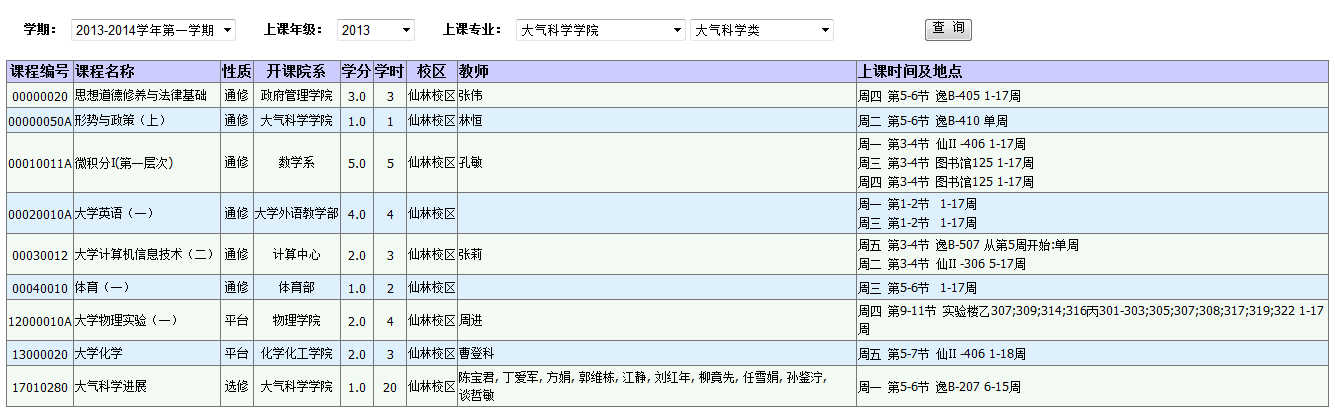 学期： 2013-2014学年第一学期 上课年级： 2013 上课专业： 大气科学学院 大气科学类 查 询
课程编号 课程名称 性质 开课院系 学分 学时 校区 教师 上课时间及地点
00000020 思想道德修养与法律基础 通修 政府管理学院 3.0 3 仙林校区 张伟 周四 第5-6节 逸B-405 1-17周
00000050A 形势与政策（上） 通修 大气科学学院 1.0 1 仙林校区 林恒 周二 第5-6节 逸B-410 单周
00010011A 微积分I(第一层次) 通修 数学系 5.0 5 仙林校区 孔敏 周一 第3-4节 仙II -406 1-17周
周三 第3-4节 图书馆125 1-17周
周四 第3-4节 图书馆125 1-17周
00020010A 大学英语（一） 通修 大学外语教学部 4.0 4 仙林校区 周一 第1-2节 1-17周
周三 第1-2节 1-17周
00030012 大学计算机信息技术（二） 通修 计算中心 2.0 3 仙林校区 张莉 周五 第3-4节 逸B-507 从第5周开始:单周
周二 第3-4节 仙II -306 5-17周
00040010 体育（一） 通修 体育部 1.0 2 仙林校区 周三 第5-6节 1-17周
12000010A 大学物理实验（一） 平台 物理学院 2.0 4 仙林校区 周进 周四 第9-11节 实验楼乙307;309;314;316丙301-303;305;307;308;317;319;322 1-17
周
13000020 大学化学 平台 化学化工学院 2.0 3 仙林校区 曹登科 周五 第5-7节 仙II -406 1-18周
17010280 大气科学进展 选修 大气科学学院 1.0 20 仙林校区 陈宝君, 丁爱军, 方娟, 郭维栋, 江静, 刘红年, 柳竟先, 任雪娟, 孙鉴泞, 周一 第5-6节 逸B-207 6-15周
谈哲敏